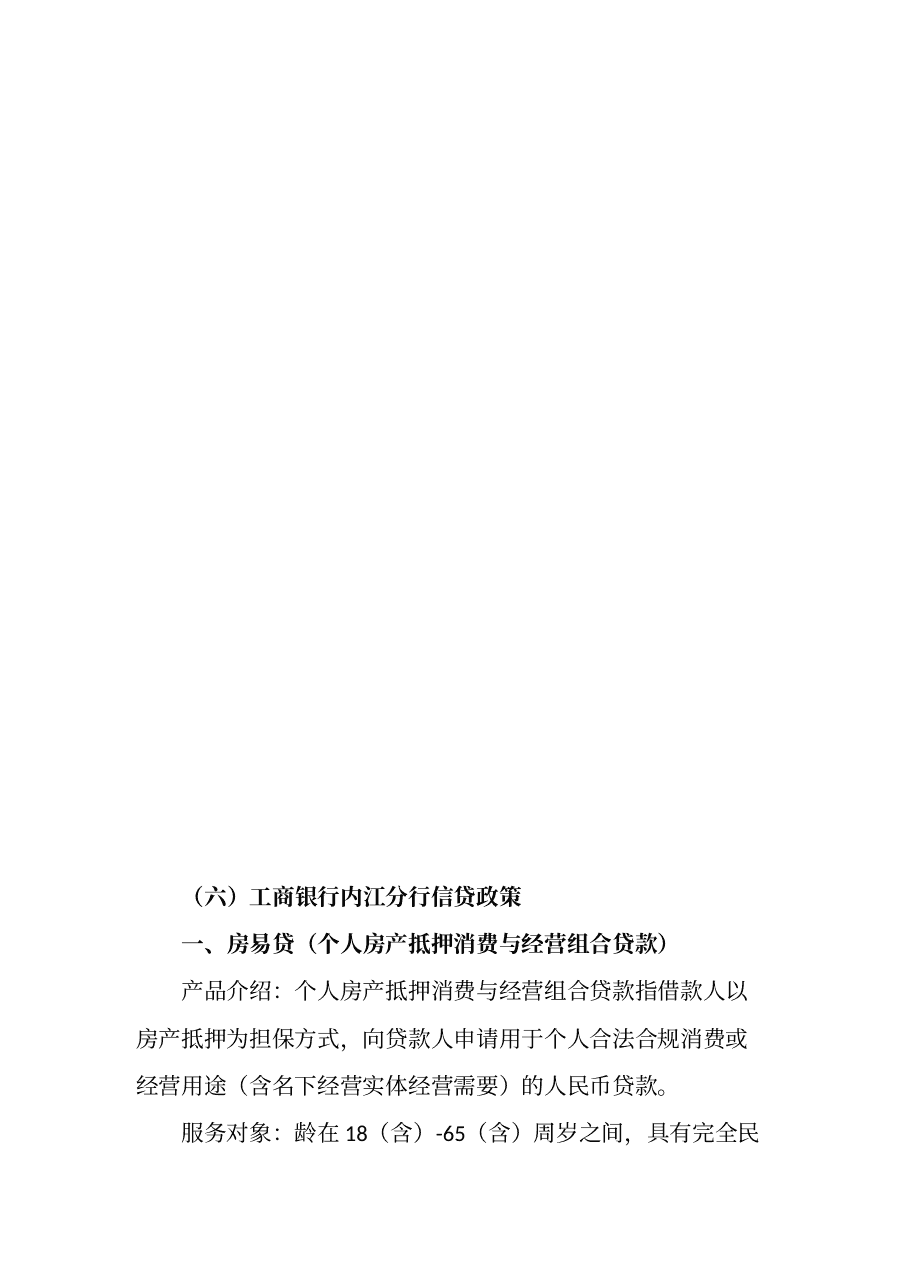 （六）工商银行内江分行信贷政策
一、房易贷（个人房产抵押消费与经营组合贷款）
产品介绍：个人房产抵押消费与经营组合贷款指借款人以
房产抵押为担保方式，向贷款人申请用于个人合法合规消费或
经营用途（含名下经营实体经营需要）的人民币贷款。
服务对象：龄在 18（含）-65（含）周岁之间，具有完全民